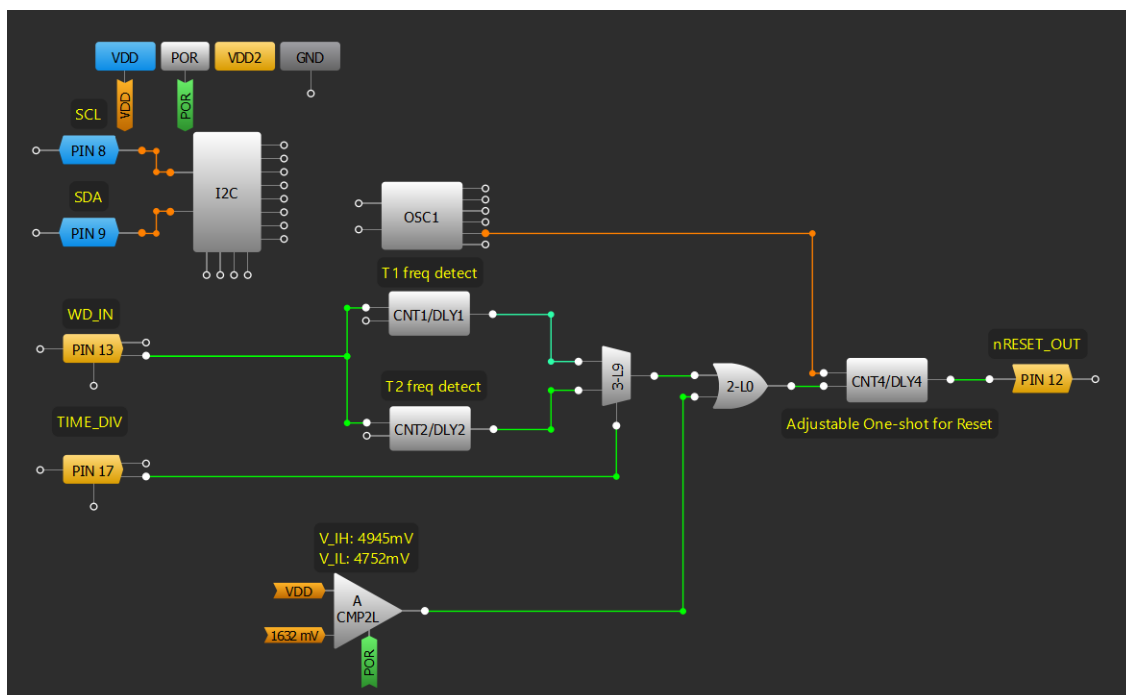 VDD
POR
VDD2
GND
VDD
POR
SCL
PIN 8
I2C
SDA
PIN 9
OSC1
T1 freq detect
CNT1/DLY1
WD_IN
PIN 13
nRESET_OUT
3-L9
2-L0
CNT4/DLY4
PIN 12
T2 freq detect
CNT2/DLY2
TIME_DIV
Adjustable One-shot for Reset
PIN 17
V_IH: 4945mV
V_IL: 4752mV
VDD
A
CMP2L
1632 mV
POR